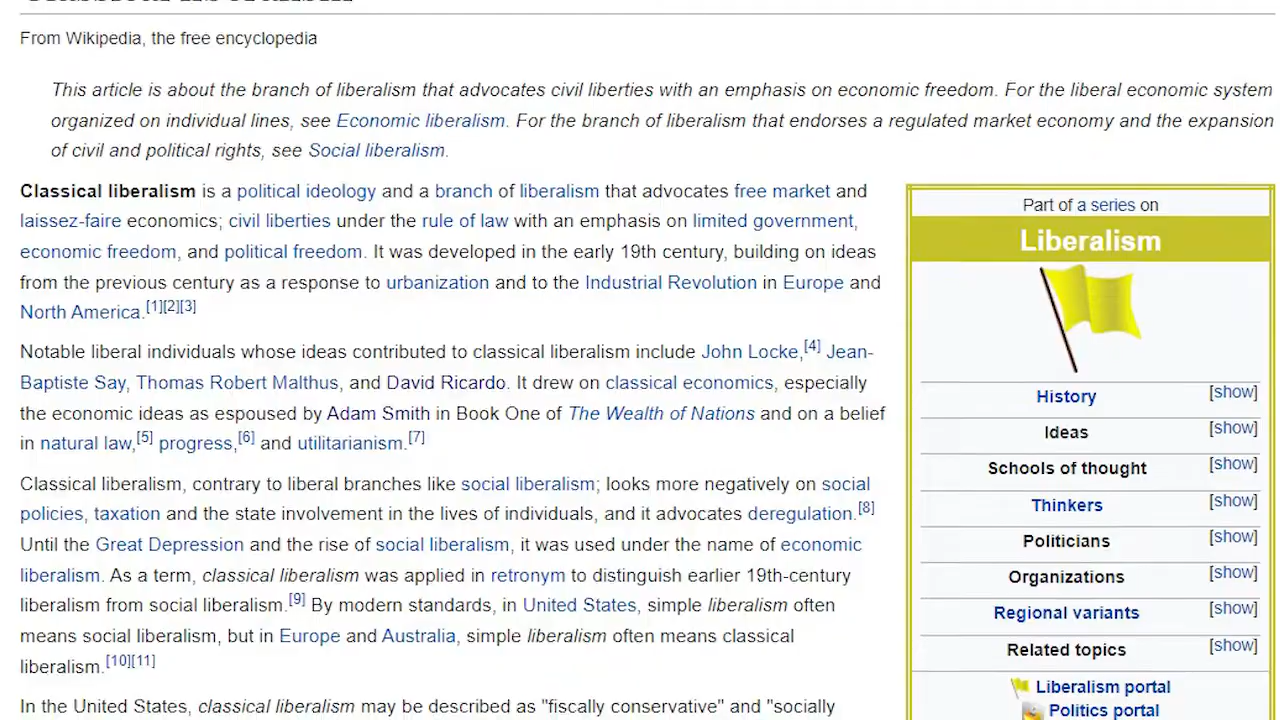 From Wikipedia, the free encyclopedia
This article is about the branch of liberalism that advocates civil liberties with an emphasis on economic freedom. For the liberal economic system
organized on individual lines, see Economic liberalism. For the branch of liberalism that endorses a regulated market economy and the expansion
of civil and political rights, see Social liberalism.
Classical liberalism is a political ideology and a branch of liberalism that advocates free market and
laissez-faire economics; civil liberties under the rule of law with an emphasis on limited government,
economic freedom, and political freedom. It was developed in the early 19th century, building on ideas
from the previous century as a response to urbanization and to the Industrial Revolution in Europe and
North America.[1][2][3]
Notable liberal individuals whose ideas contributed to classical liberalism include John Locke,[4] Jean-
Baptiste Say, Thomas Robert Malthus, and David Ricardo. It drew on classical economics, especially
the economic ideas as espoused by Adam Smith in Book One of The Wealth of Nations and on a belief
in natural law,[5] progress,[6] and utilitarianism.[7]
Classical liberalism, contrary to liberal branches like social liberalism; looks more negatively on social
policies, taxation and the state involvement in the lives of individuals, and it advocates deregulation.[8]
Until the Great Depression and the rise of social liberalism, it was used under the name of economic
liberalism. As a term, classical liberalism was applied in retronym to distinguish earlier 19th-century
liberalism from social liberalism.[9] By modern standards, in United States, simple liberalism often
means social liberalism, but in Europe and Australia, simple liberalism often means classical
liberalism.[10][11]
In the United States, classical liberalism may be described as "fiscally conservative" and "socially
Part of a series on
Liberalism
History [show]
Ideas [show]
Schools of thought [show]
Thinkers [show]
Politicians [show]
Organizations [show]
Regional variants [show]
Related topics [show]
Liberalism portal
Politics portal